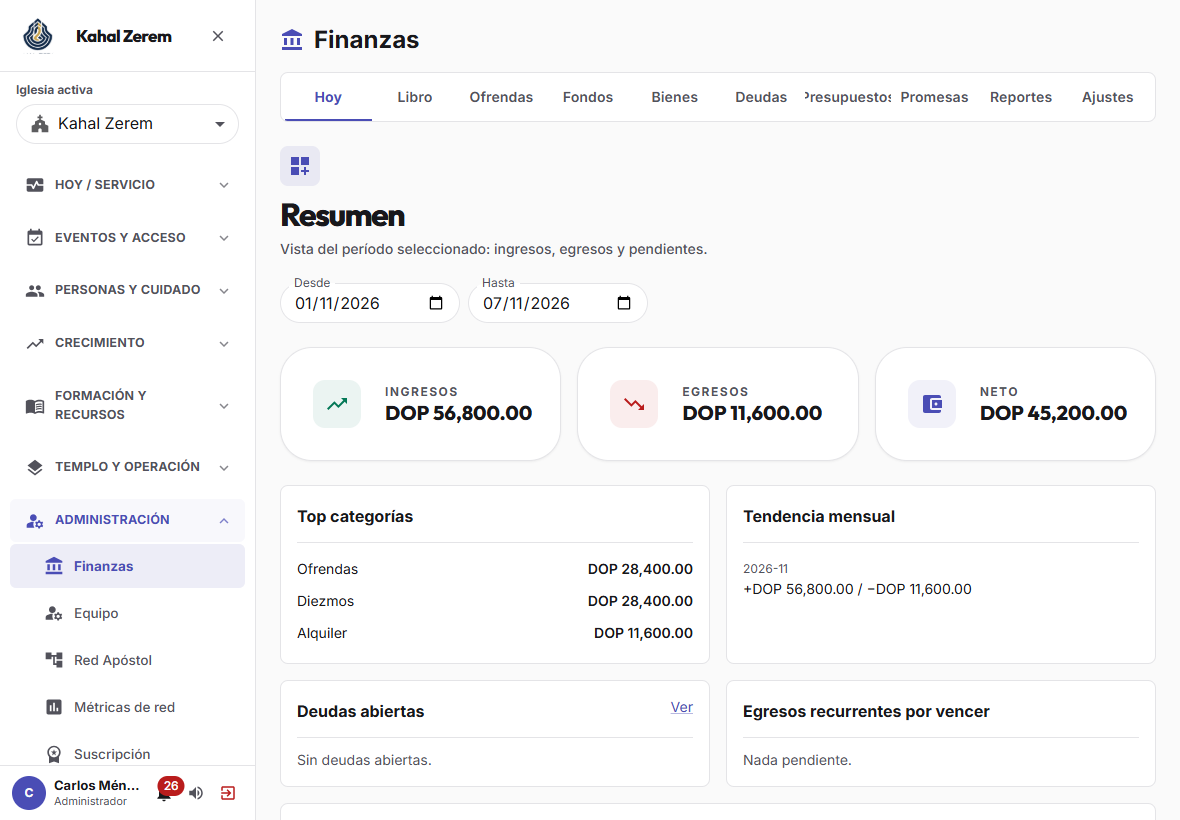 Kahal Zerem
Iglesia activa
Kahal Zerem
HOY / SERVICIO
EVENTOS Y ACCESO
PERSONAS Y CUIDADO
CRECIMIENTO
FORMACIÓN Y
RECURSOS
TEMPLO Y OPERACIÓN
ADMINISTRACIÓN
Finanzas
Equipo
Red Apóstol
Métricas de red
Suscripción
C
Carlos Mén...
Administrador
26
Finanzas
Hoy Libro Ofrendas Fondos Bienes Deudas Presupuestos Promesas Reportes Ajustes
Resumen
Vista del período seleccionado: ingresos, egresos y pendientes.
Desde
01/11/2026
Hasta
07/11/2026
INGRESOS
DOP 56,800.00
EGRESOS
DOP 11,600.00
NETO
DOP 45,200.00
Top categorías
Ofrendas DOP 28,400.00
Diezmos DOP 28,400.00
Alquiler DOP 11,600.00
Tendencia mensual
2026-11
+DOP 56,800.00 / −DOP 11,600.00
Deudas abiertas Ver
Sin deudas abiertas.
Egresos recurrentes por vencer
Nada pendiente.